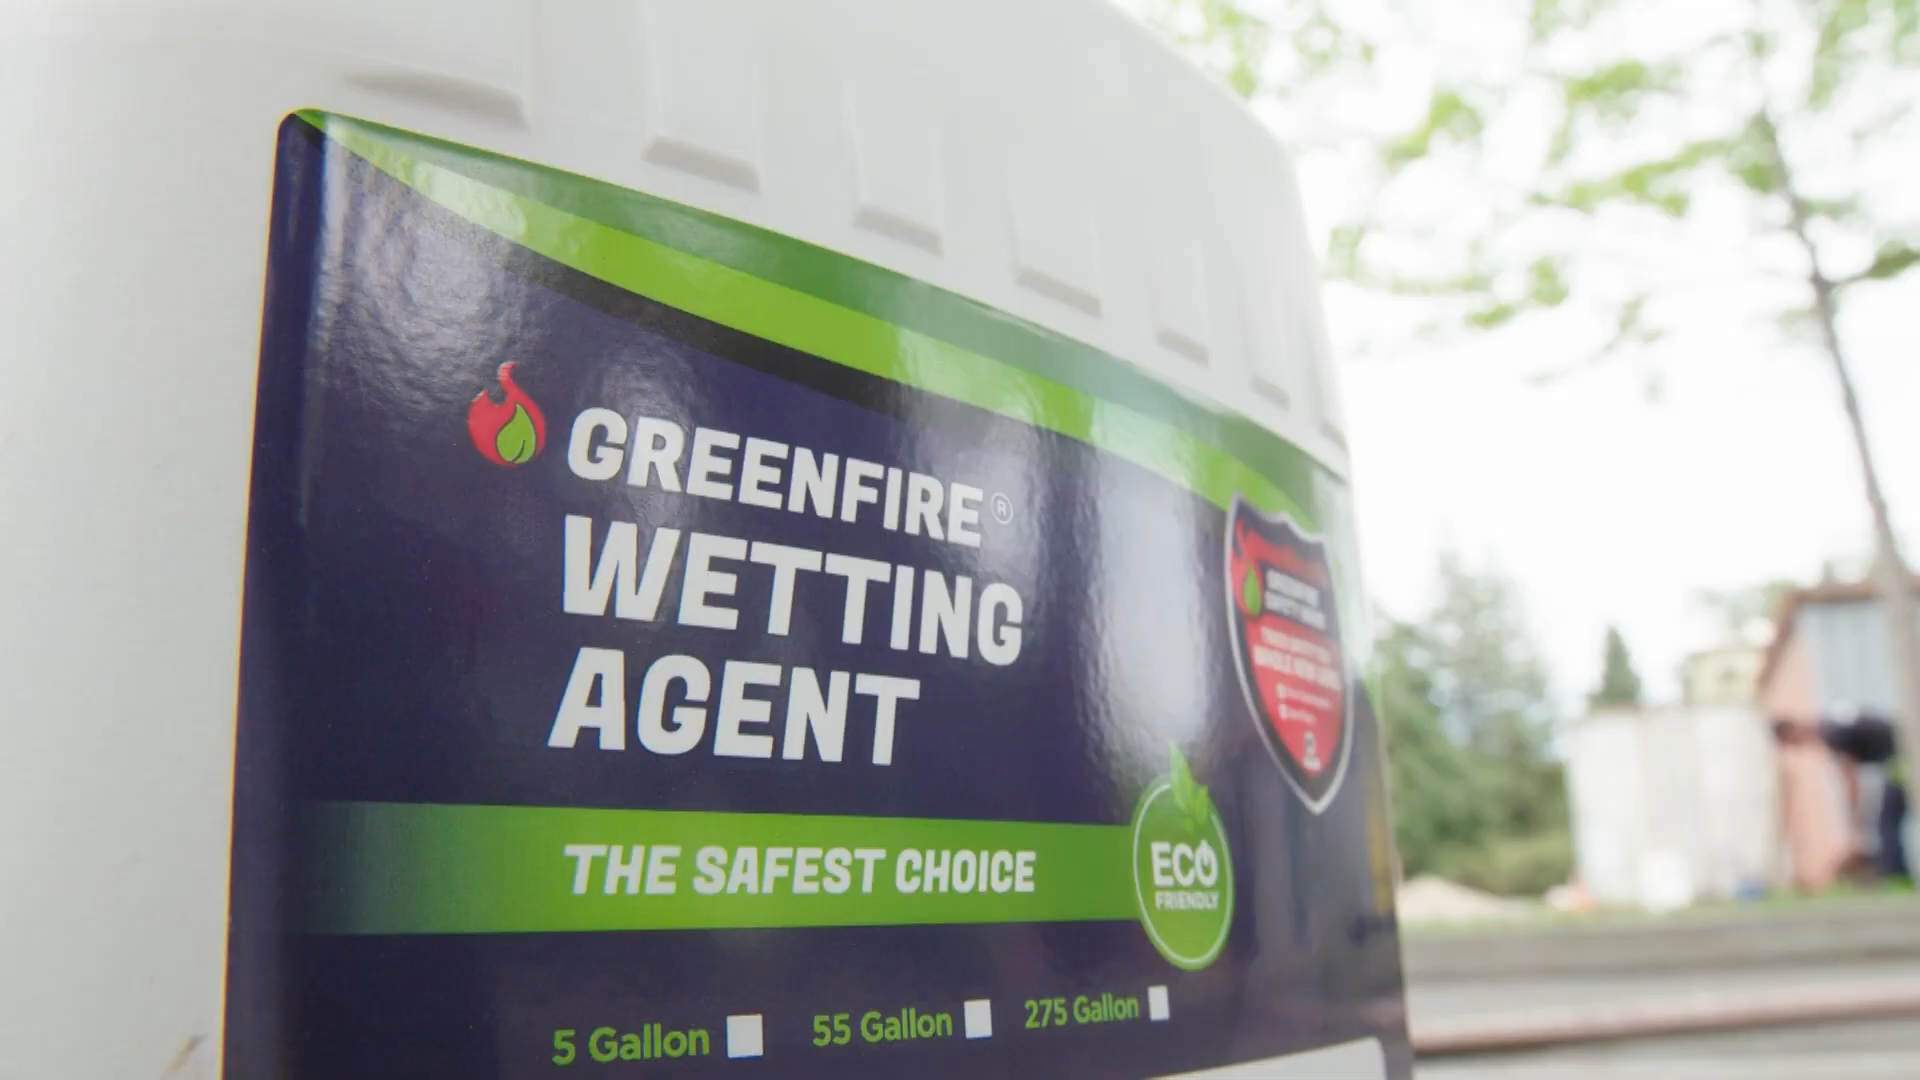 GREENFIRE®
WETTING
AGENT
THE SAFEST CHOICE
ECO
FRIENDLY
5 Gallon
55 Gallon
275 Gallon